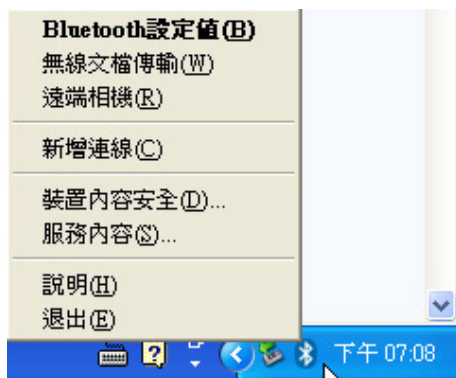 Bluetooth設定值(B)
無線文檔傳輸(W)
遠端相機(R)
新增連線(C)
裝置內容安全(D)...
服務內容(S)...
說明(H)
退出(E)
下午 07:08